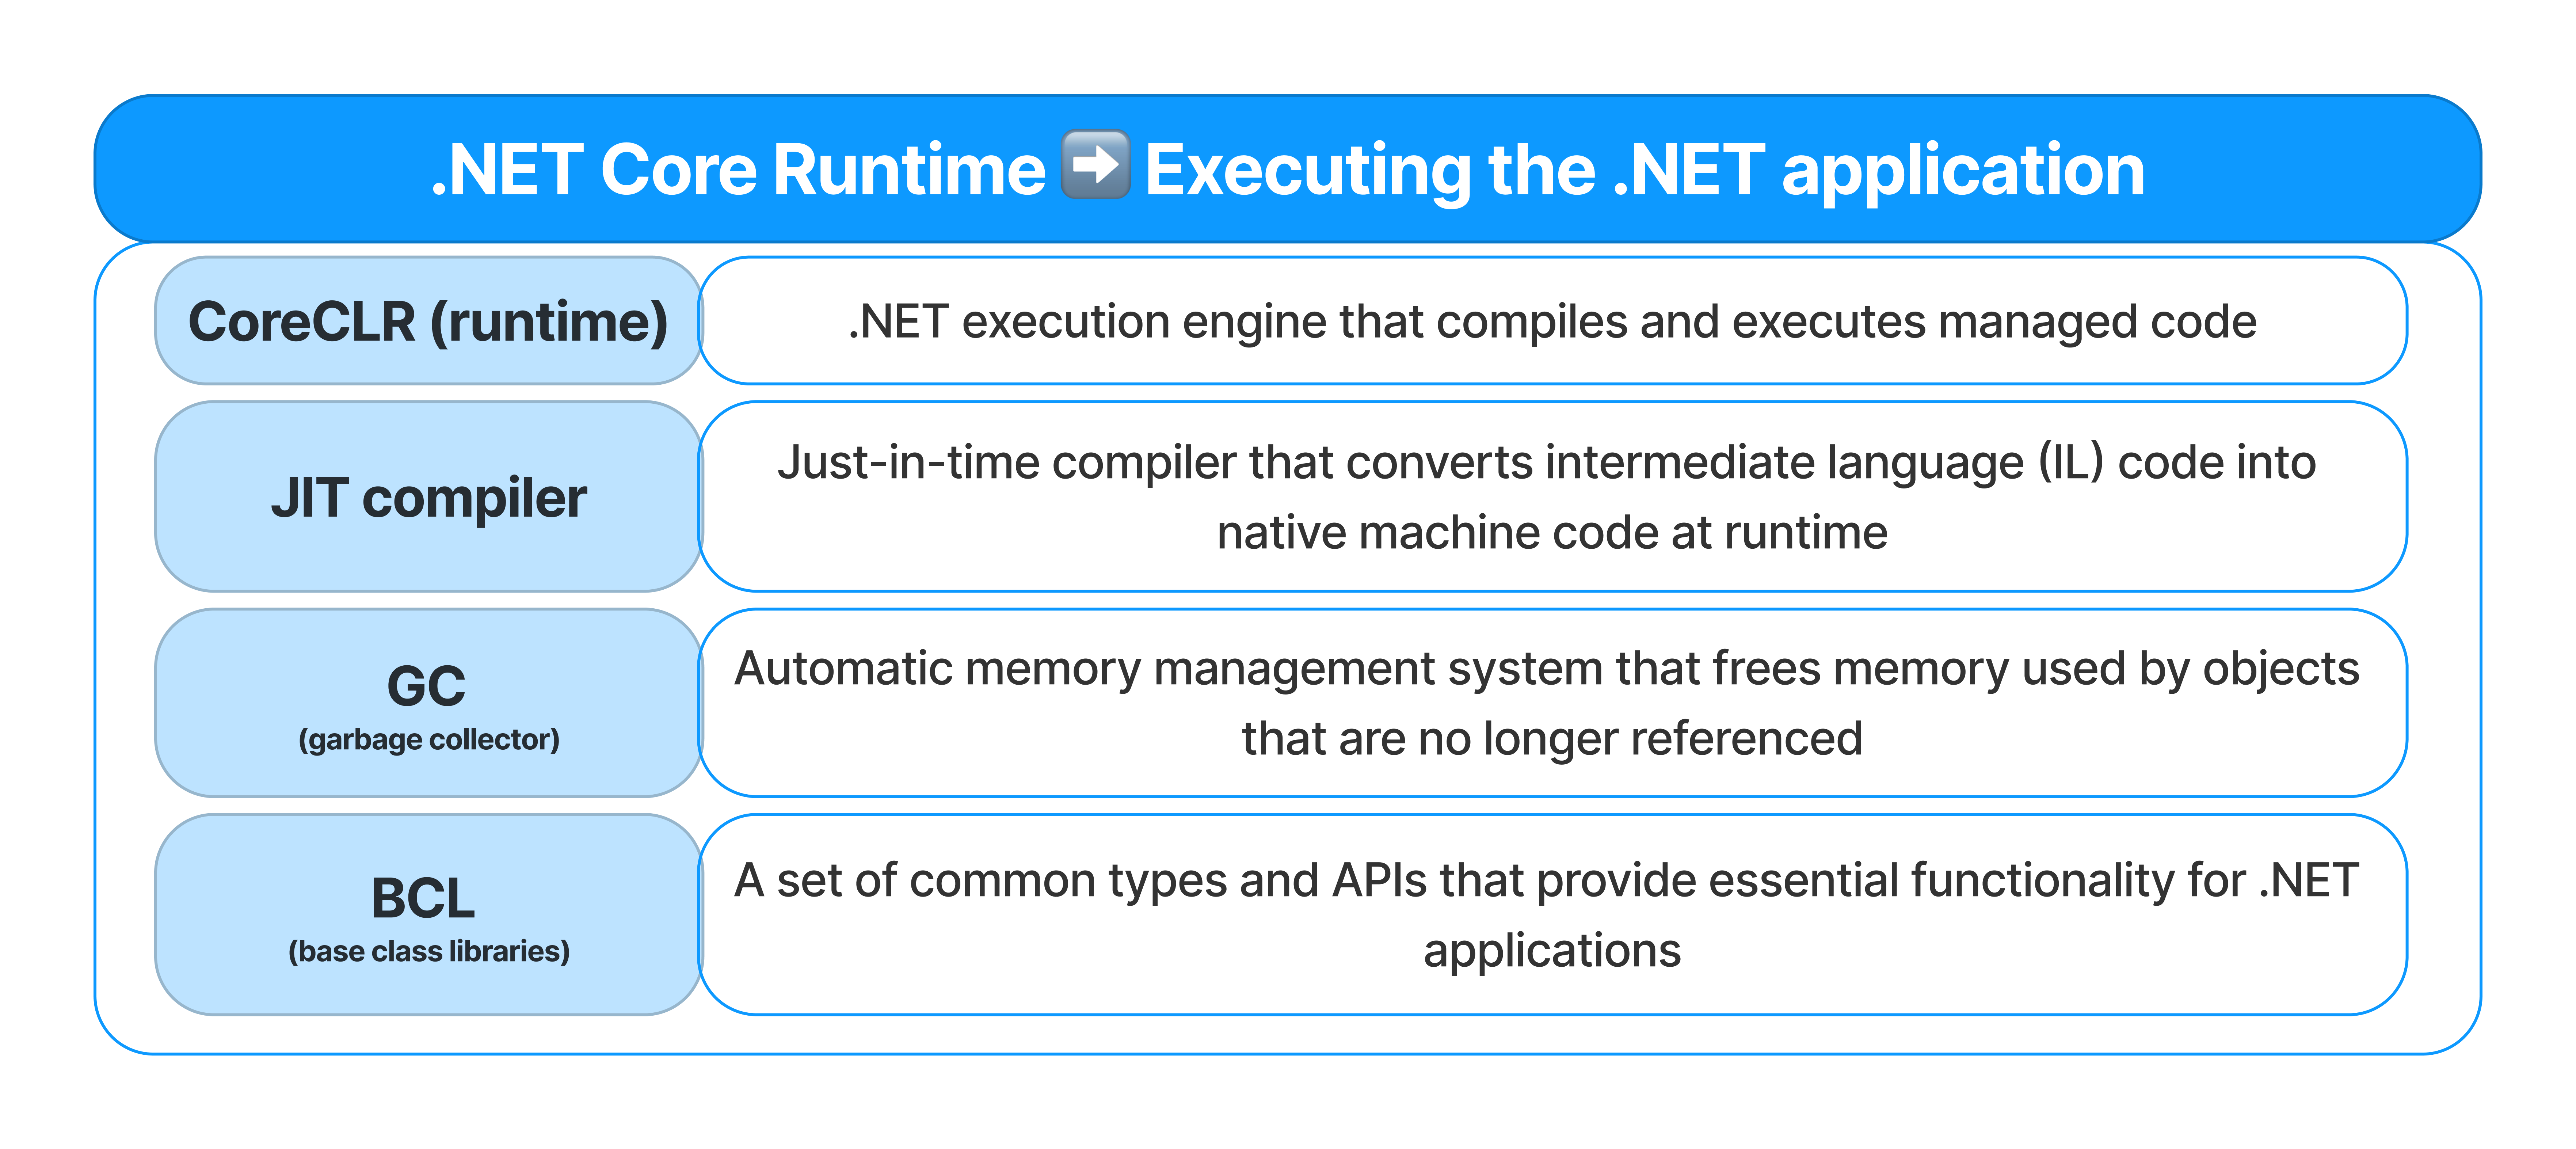 .NET Core Runtime ➡️ Executing the .NET application
CoreCLR (runtime)
.NET execution engine that compiles and executes managed code
JIT compiler
Just-in-time compiler that converts intermediate language (IL) code into
native machine code at runtime
GC
(garbage collector)
Automatic memory management system that frees memory used by objects
that are no longer referenced
BCL
(base class libraries)
A set of common types and APIs that provide essential functionality for .NET
applications